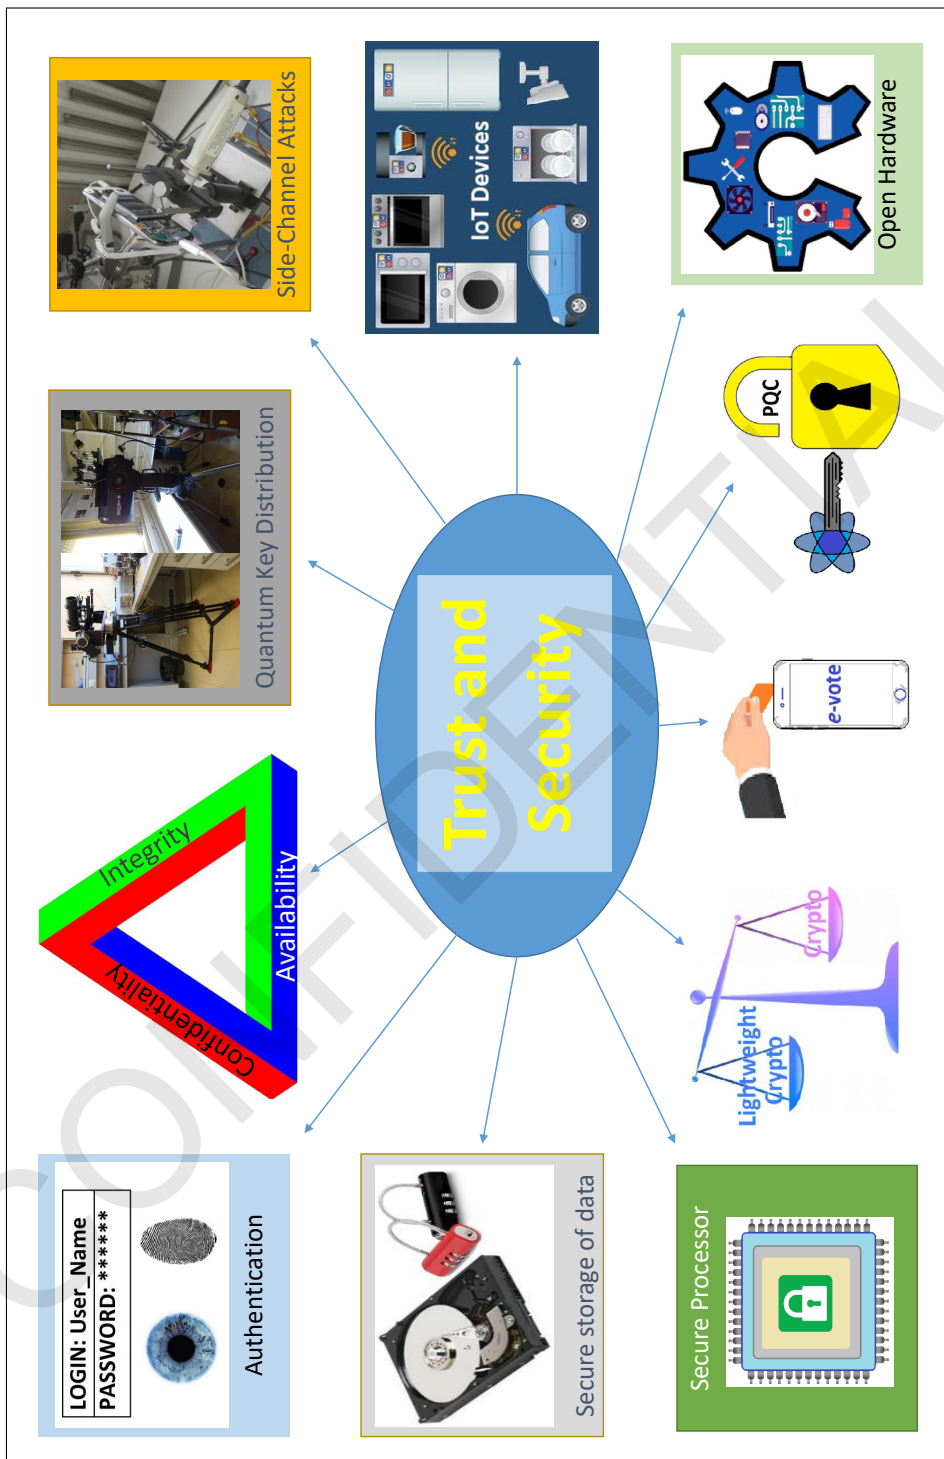 LOGIN: User_Name
PASSWORD: ******
Authentication
Confidentiality
Integrity
Availability
Quantum Key Distribution
Side-Channel Attacks
Secure storage of data
Trust and
Security
IoT Devices
Secure Processor
Lightweight
Crypto
Crypto
e-vote
PQC
Open Hardware
CONFIDENTIAL